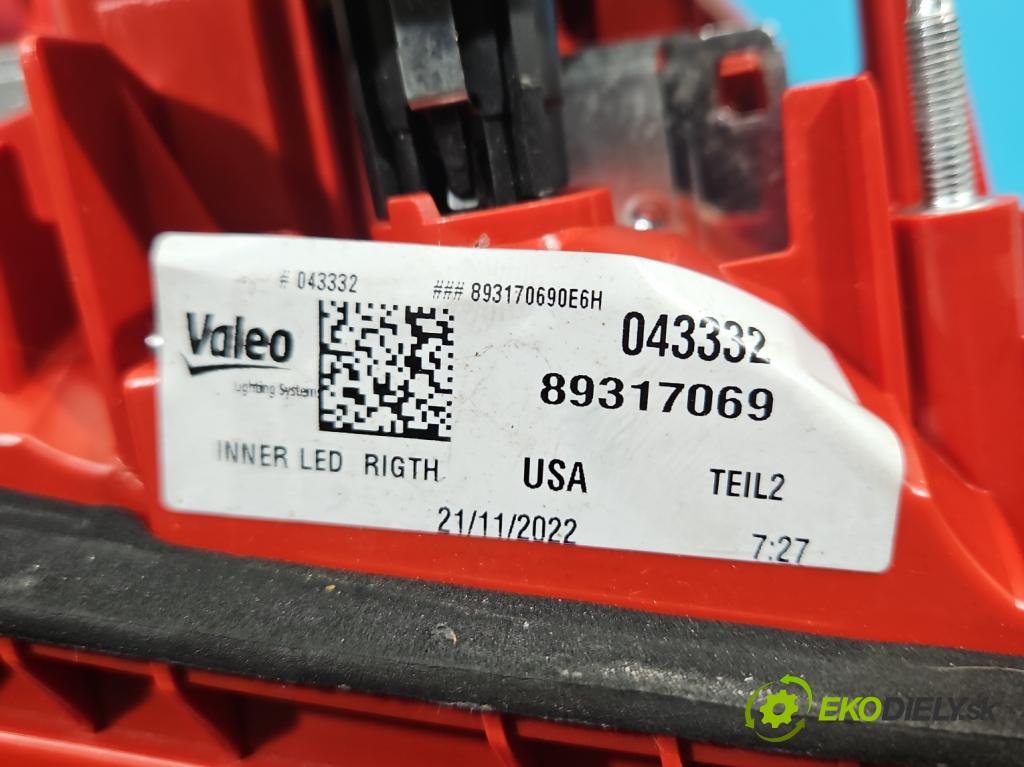 # 043332 ### 893170690E6H
043332
Valeo
Lighting Systems
89317069
INNER LED RIGTH USA TEIL2
21/11/2022 7:27
EKODIELY.sk